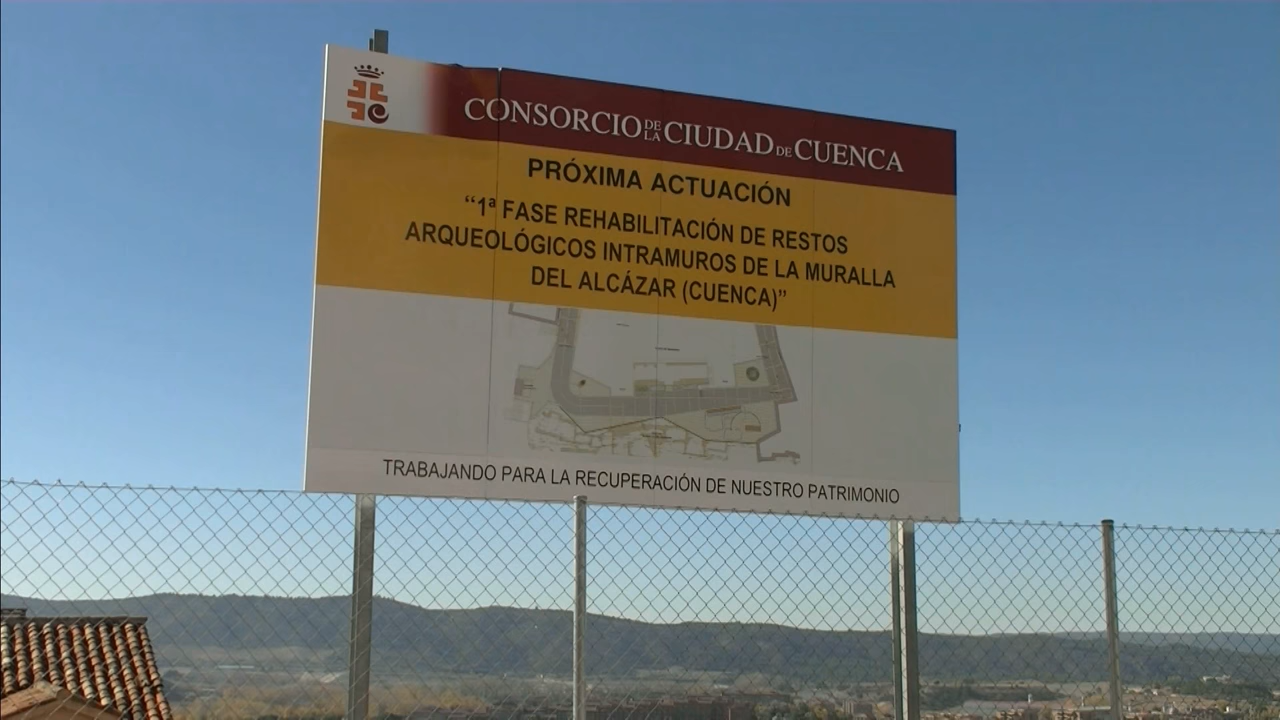 CONSORCIO DE LA CIUDAD DE CUENCA
PRÓXIMA ACTUACIÓN
“1ª FASE REHABILITACIÓN DE RESTOS
ARQUEOLÓGICOS INTRAMUROS DE LA MURALLA
DEL ALCÁZAR (CUENCA)”
TRABAJANDO PARA LA RECUPERACIÓN DE NUESTRO PATRIMONIO